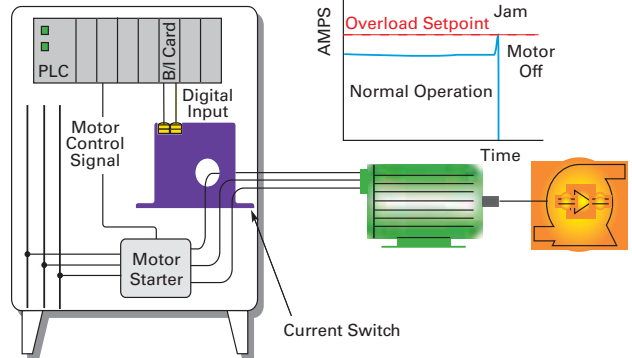 PLC
B/I Card
Digital
Input
Motor
Control
Signal
Motor
Starter
Current Switch
AMPS
Overload Setpoint
Jam
Motor
Off
Normal Operation
Time